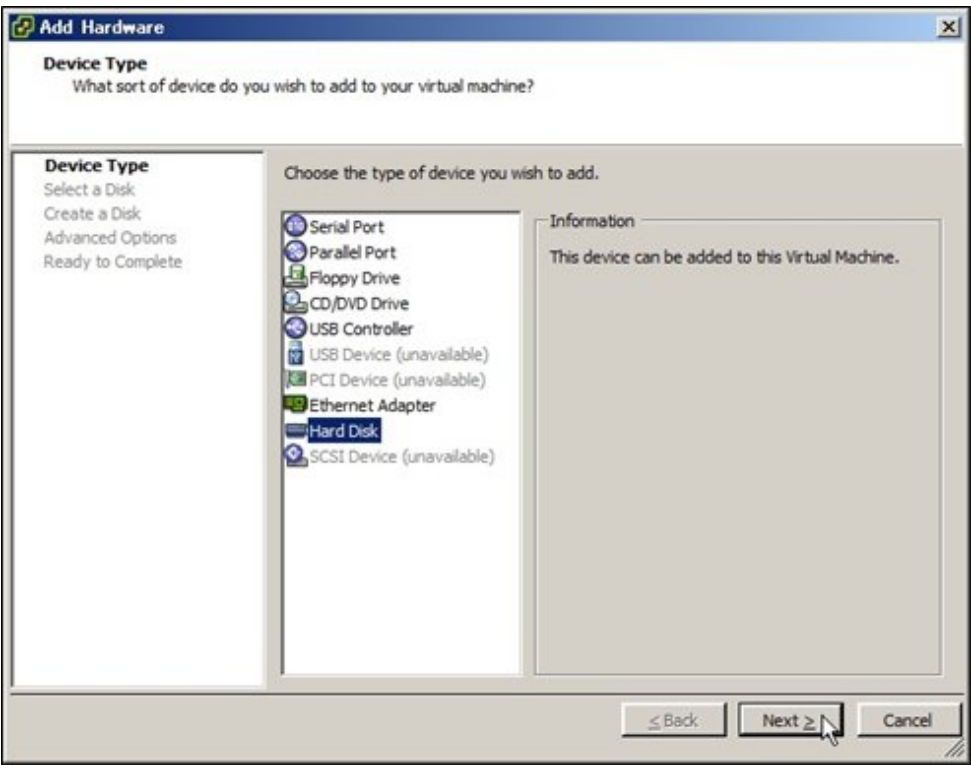 Add Hardware
Device Type
What sort of device do you wish to add to your virtual machine?
Device Type
Select a Disk
Create a Disk
Advanced Options
Ready to Complete
Choose the type of device you wish to add.
Serial Port
Parallel Port
Floppy Drive
CD/DVD Drive
USB Controller
USB Device (unavailable)
PCI Device (unavailable)
Ethernet Adapter
Hard Disk
SCSI Device (unavailable)
Information
This device can be added to this Virtual Machine.
< Back
Next >
Cancel